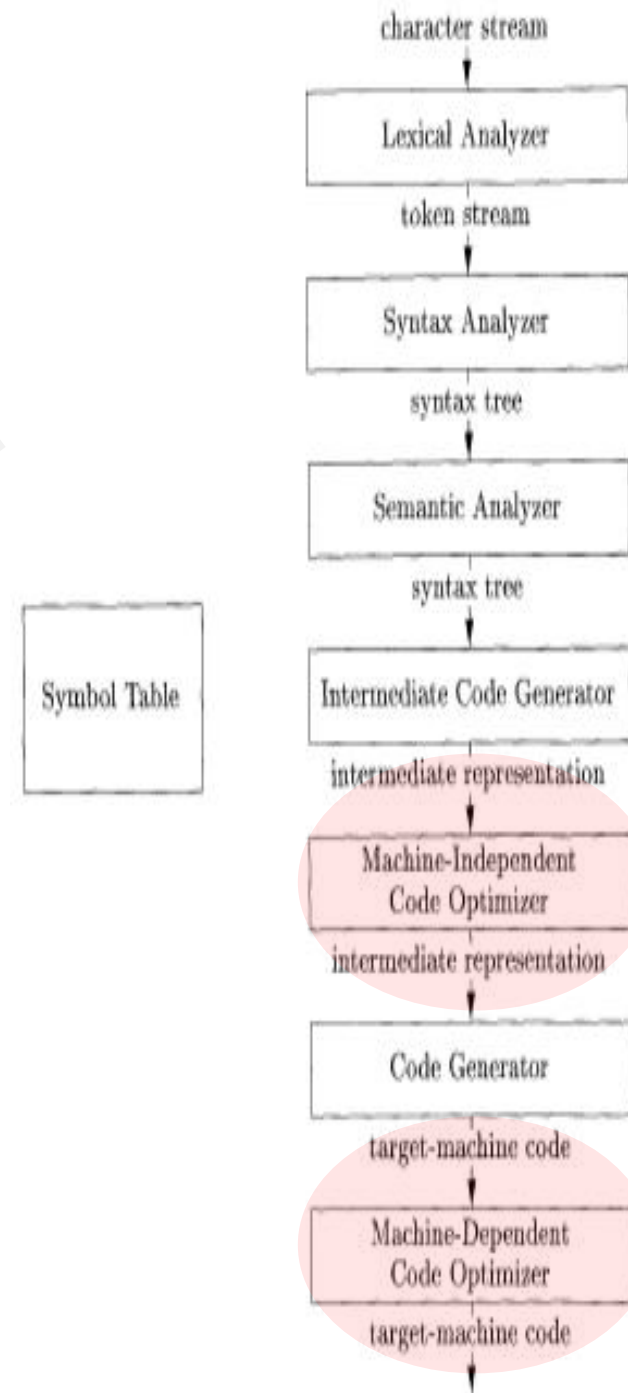 character stream
Lexical Analyzer
token stream
Syntax Analyzer
syntax tree
Semantic Analyzer
syntax tree
Symbol Table
Intermediate Code Generator
intermediate representation
Machine-Independent
Code Optimizer
intermediate representation
Code Generator
target-machine code
Machine-Dependent
Code Optimizer
target-machine code